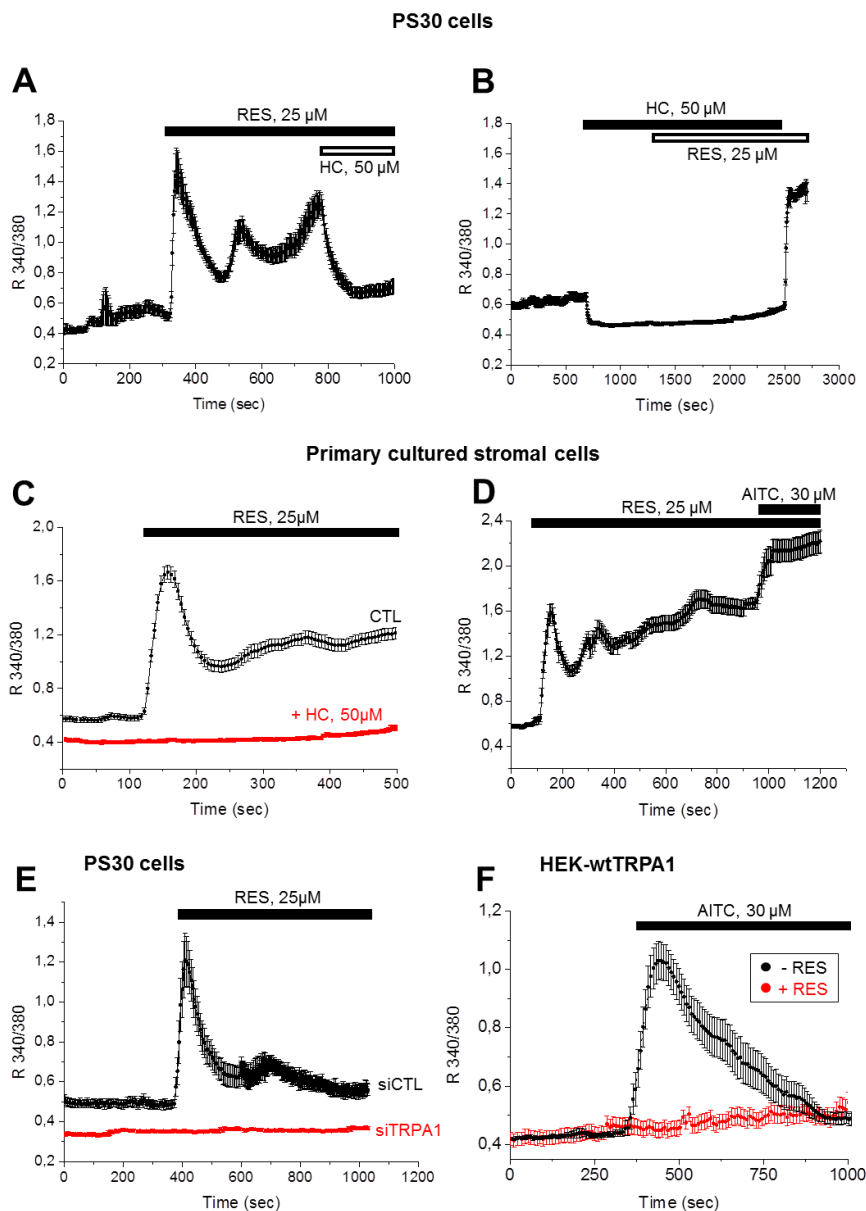 PS30 cells
A
RES, 25 µM
HC, 50 µM
R 340/380
1,8
1,6
1,4
1,2
1,0
0,8
0,6
0,4
0,2
0 200 400 600 800 1000
Time (sec)
B
HC, 50 µM
RES, 25 µM
R 340/380
1,8
1,6
1,4
1,2
1,0
0,8
0,6
0,4
0,2
0 500 1000 1500 2000 2500 3000
Time (sec)
Primary cultured stromal cells
C
RES, 25µM
CTL
+ HC, 50µM
R 340/380
2,0
1,6
1,2
0,8
0,4
0 100 200 300 400 500
Time (sec)
D
AITC, 30 µM
RES, 25 µM
R 340/380
2,4
2,0
1,6
1,2
0,8
0,4
0 200 400 600 800 1000 1200
Time (sec)
E
PS30 cells
RES, 25µM
siCTL
siTRPA1
R 340/380
1,4
1,2
1,0
0,8
0,6
0,4
0,2
0 200 400 600 800 1000 1200
Time (sec)
F
HEK-wtTRPA1
AITC, 30 µM
- RES
+ RES
R 340/380
1,2
1,0
0,8
0,6
0,4
0 250 500 750 1000
Time (sec)